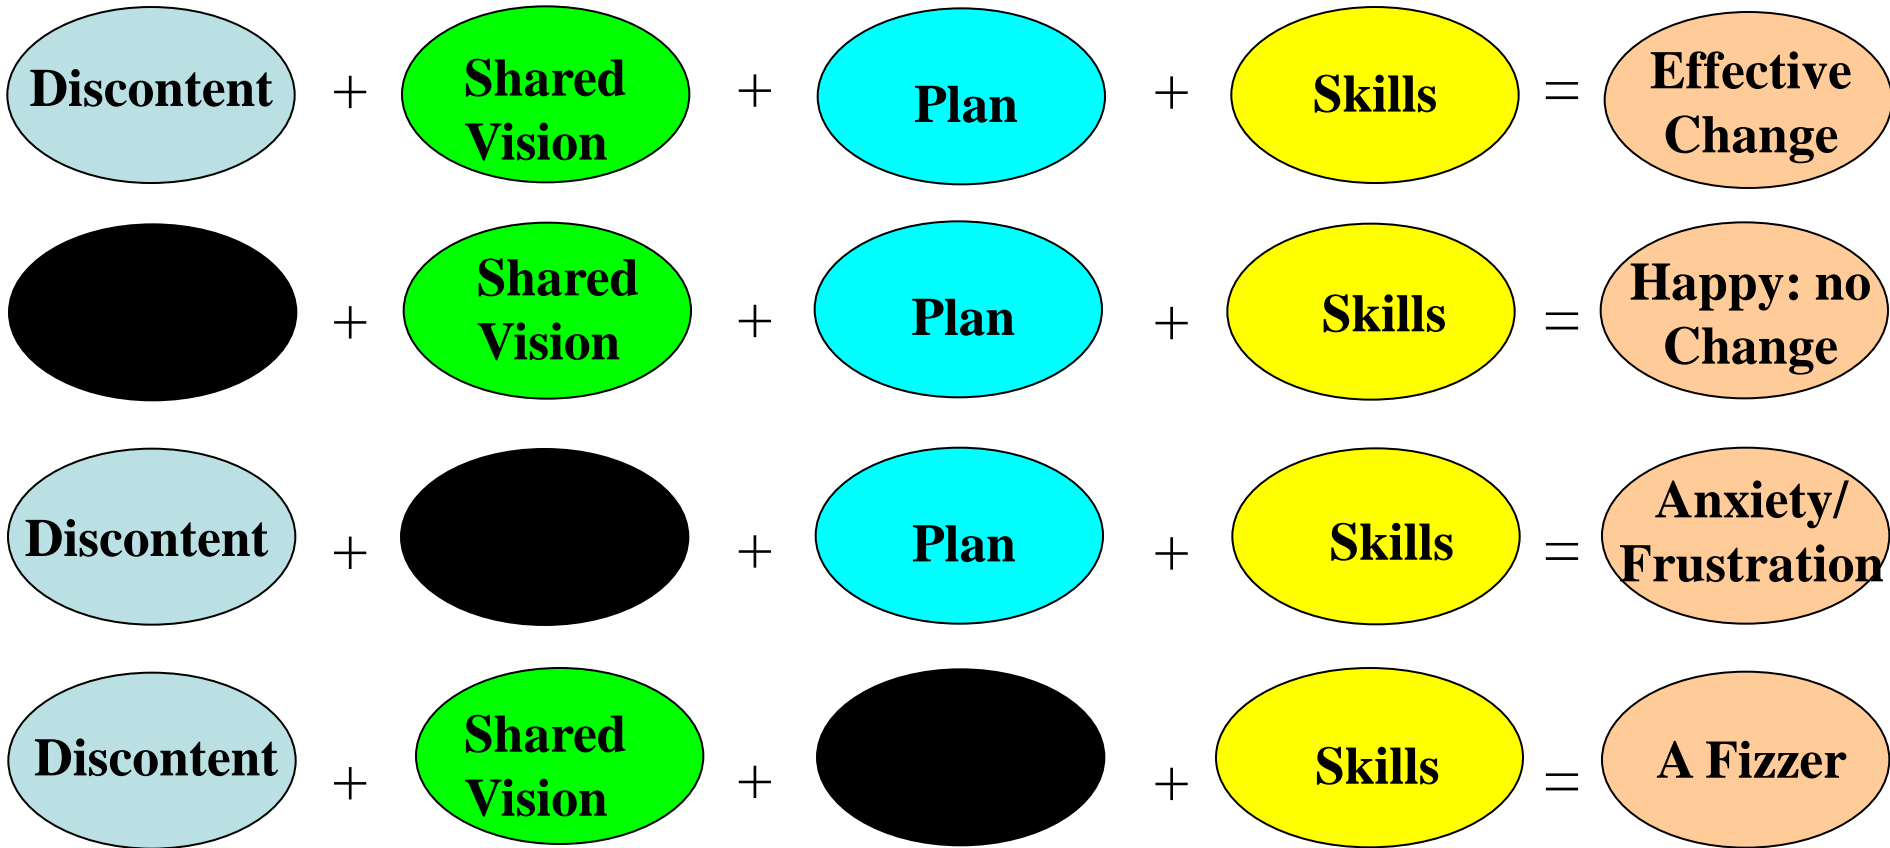 Discontent + Shared Vision + Plan + Skills = Effective Change
+ Shared Vision + Plan + Skills = Happy: no Change
Discontent + + Plan + Skills = Anxiety/ Frustration
Discontent + Shared Vision + + Skills = A Fizzer